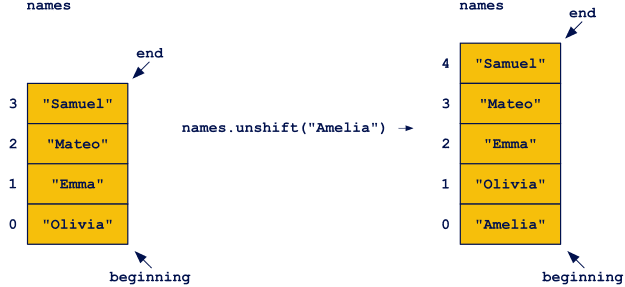 names
end
3 "Samuel"
2 "Mateo"
1 "Emma"
0 "Olivia"
beginning
names.unshift("Amelia")
names
end
4 "Samuel"
3 "Mateo"
2 "Emma"
1 "Olivia"
0 "Amelia"
beginning